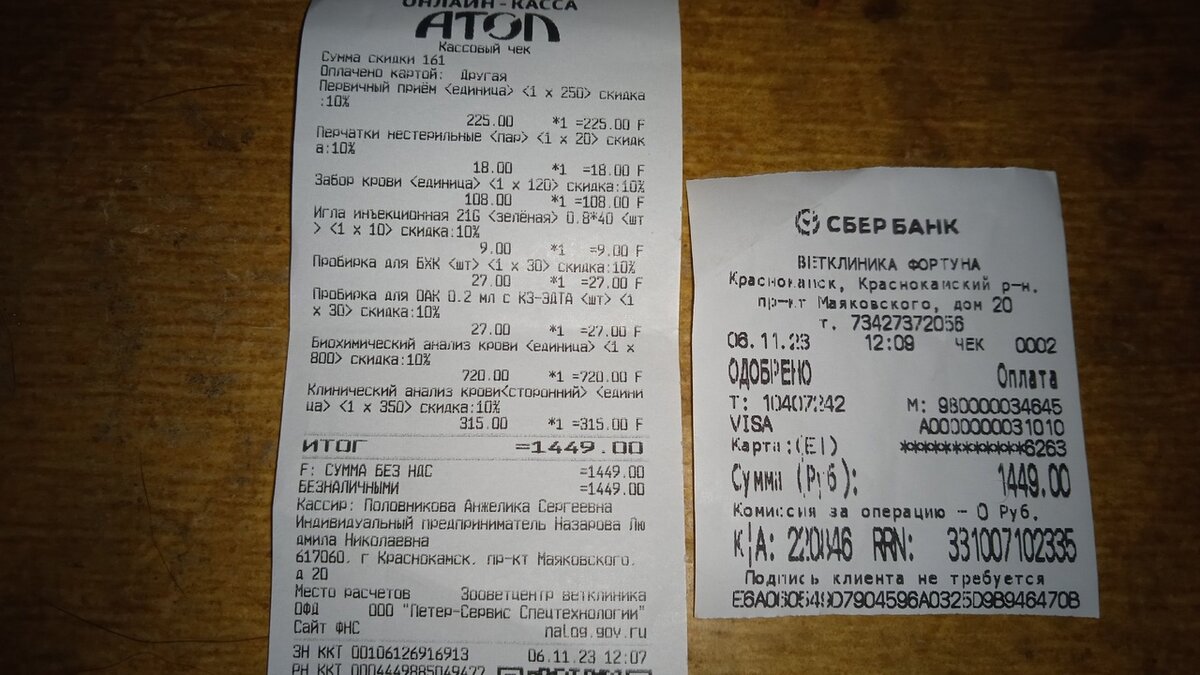 ОНЛАЙН-КАССА
АТОЛ
Кассовый чек
Сумма скидки 161
Оплачено картой: Другая
Первичный приём <единица> <1 x 250> скидка
:10%
225.00 *1 =225.00 F
Перчатки нестерильные <пар> <1 x 20> скидк
а:10%
18.00 *1 =18.00 F
Забор крови <единица> <1 x 120> скидка:10%
108.00 *1 =108.00 F
Игла инъекционная 21G <зелёная> 0.8*40 <шт
> <1 x 10> скидка:10%
9.00 *1 =9.00 F
Пробирка для БХК <шт> <1 x 30> скидка:10%
27.00 *1 =27.00 F
Пробирка для ОАК 0.2 мл с КЗ-ЭДТА <шт> <1
x 30> скидка:10%
27.00 *1 =27.00 F
Биохимический анализ крови <единица> <1 x
800> скидка:10%
720.00 *1 =720.00 F
Клинический анализ крови<сторонний> <едини
ца> <1 x 350> скидка:10%
315.00 *1 =315.00 F
ИТОГ =1449.00
F: СУММА БЕЗ НДС =1449.00
БЕЗНАЛИЧНЫМИ =1449.00
Кассир: Половникова Анжелика Сергеевна
Индивидуальный предприниматель Назарова Лю
дмила Николаевна
617060, г Краснокамск, пр-кт Маяковского,
д 20
Место расчетов Зооветцентр ветклиника
ОФД ООО "Петер-Сервис Спецтехнологии"
Сайт ФНС nalog.gov.ru
ЗН ККТ 00106126916913 06.11.23 12:07
РН ККТ 0004449885049477
СБЕР БАНК
ВЕТКЛИНИКА ФОРТУНА
Краснокамск, Краснокамский р-н,
пр-кт Маяковского, дом 20
т. 73427372056
06.11.23 12:09 ЧЕК 0002
ОДОБРЕНО Оплата
Т: 10407242 М: 980000034645
VISA A0000000031010
Карта:(E1) ************6263
Сумма (Руб): 1449.00
Комиссия за операцию - 0 Руб.
К/А: 220846 RRN: 331007102335
Подпись клиента не требуется